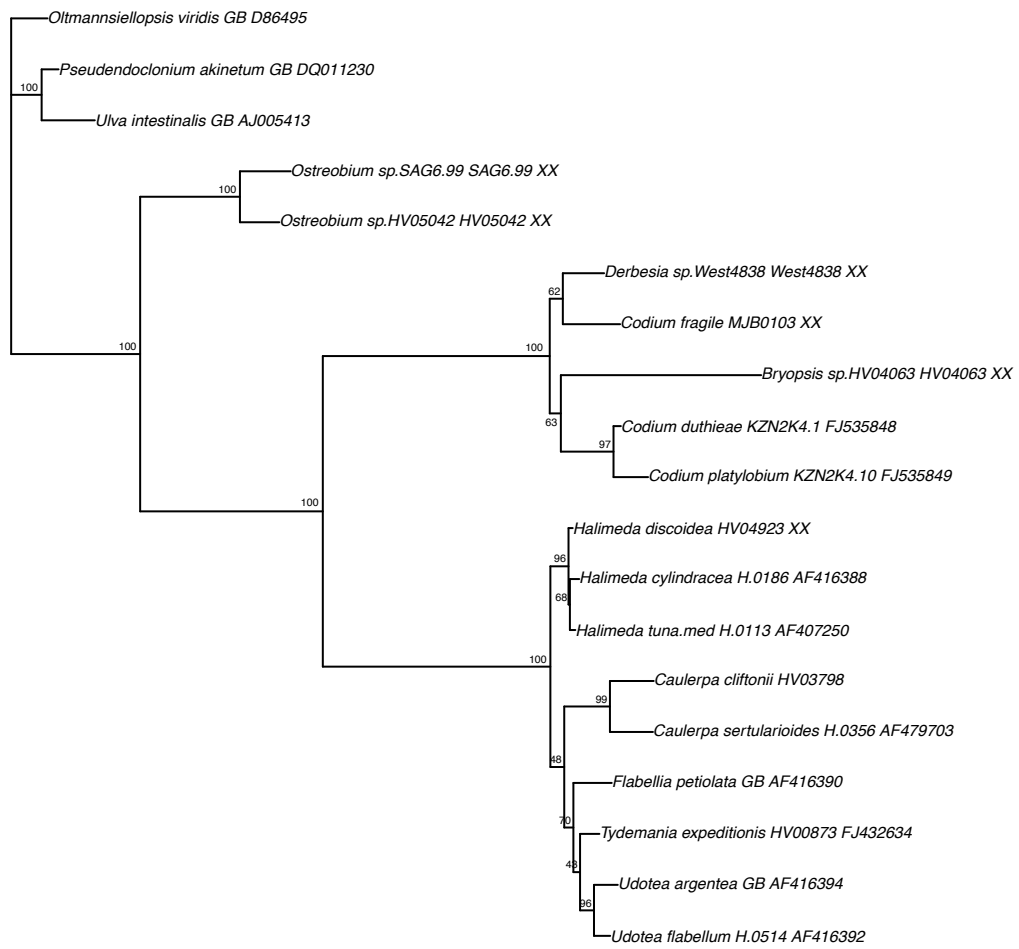 Oltmannsiellopsis viridis GB D86495
Pseudendoclonium akinetum GB DQ011230
100
Ulva intestinalis GB AJ005413
Ostreobium sp.SAG6.99 SAG6.99 XX
100
Ostreobium sp.HV05042 HV05042 XX
Derbesia sp.West4838 West4838 XX
62
Codium fragile MJB0103 XX
100
100
Bryopsis sp.HV04063 HV04063 XX
63
Codium duthieae KZN2K4.1 FJ535848
97
Codium platylobium KZN2K4.10 FJ535849
100
Halimeda discoidea HV04923 XX
96
Halimeda cylindracea H.0186 AF416388
68
Halimeda tuna.med H.0113 AF407250
100
Caulerpa cliftonii HV03798
99
Caulerpa sertularioides H.0356 AF479703
48
Flabellia petiolata GB AF416390
70
Tydemania expeditionis HV00873 FJ432634
43
Udotea argentea GB AF416394
96
Udotea flabellum H.0514 AF416392